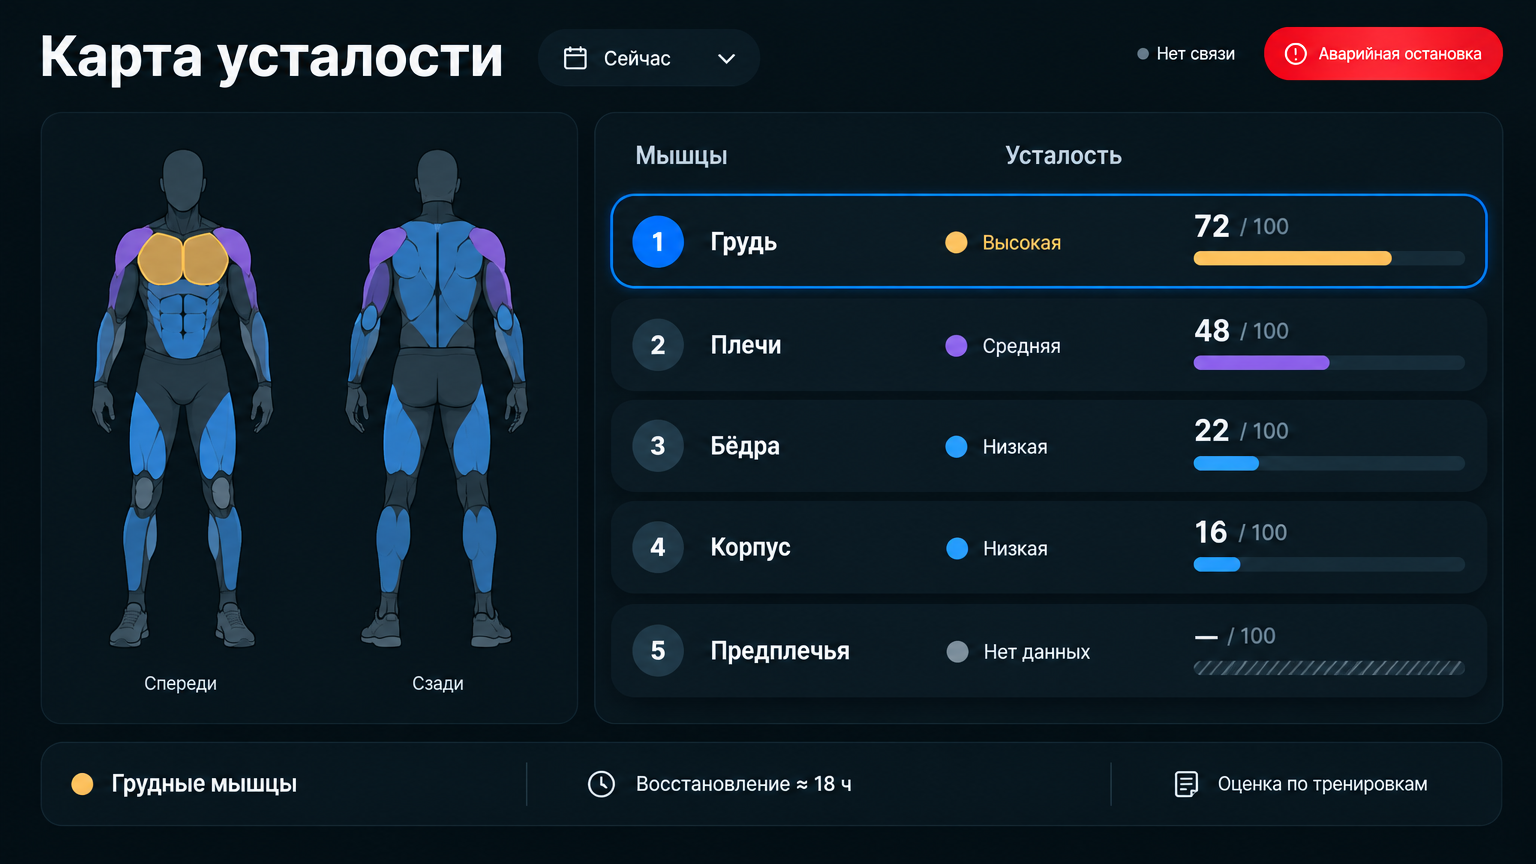 Карта усталости
Сейчас
Нет связи
Аварийная остановка
Спереди
Сзади
Мышцы
Усталость
1
Грудь
Высокая
72 / 100
2
Плечи
Средняя
48 / 100
3
Бёдра
Низкая
22 / 100
4
Корпус
Низкая
16 / 100
5
Предплечья
Нет данных
— / 100
Грудные мышцы
Восстановление ≈ 18 ч
Оценка по тренировкам